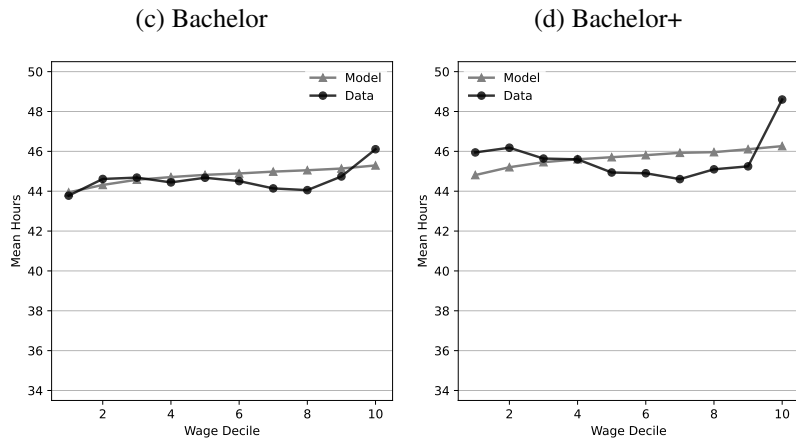 (c) Bachelor
(d) Bachelor+
50
48
46
44
42
40
38
36
34
Mean Hours
2
4
6
8
10
Wage Decile
Model
Data
50
48
46
44
42
40
38
36
34
Mean Hours
2
4
6
8
10
Wage Decile
Model
Data